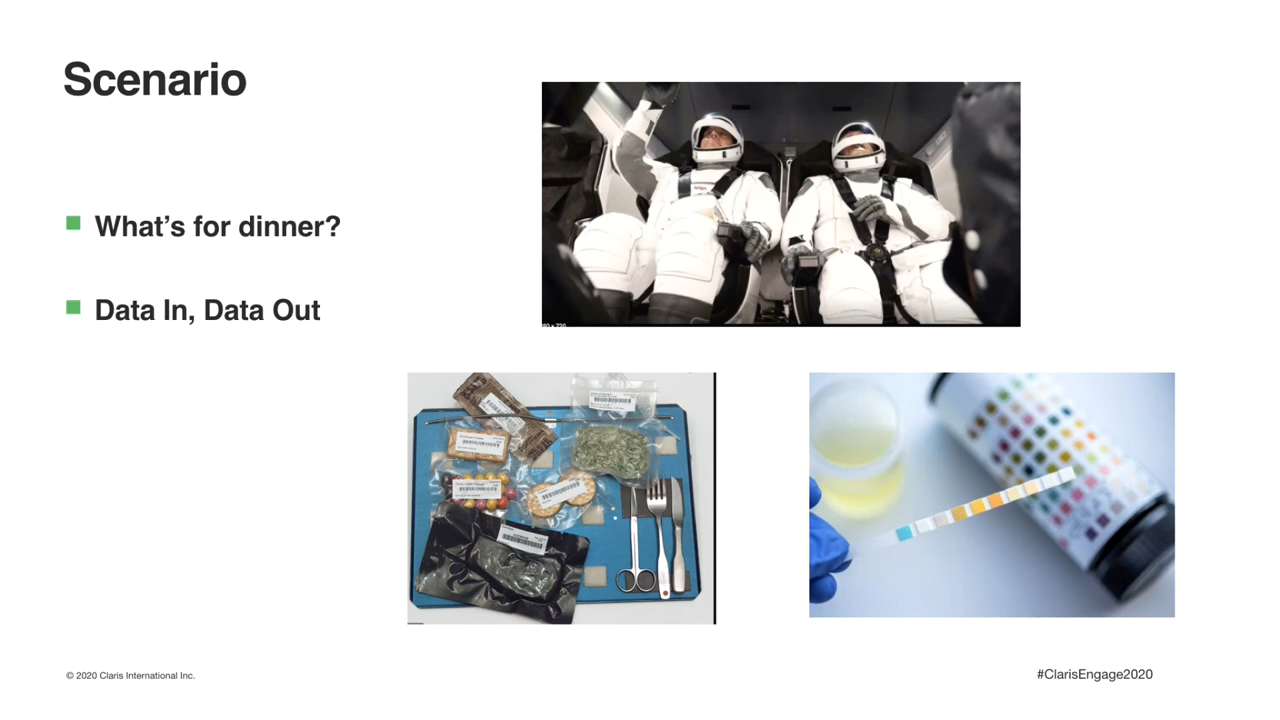 Scenario
What’s for dinner?
Data In, Data Out
© 2020 Claris International Inc.
#ClarisEngage2020